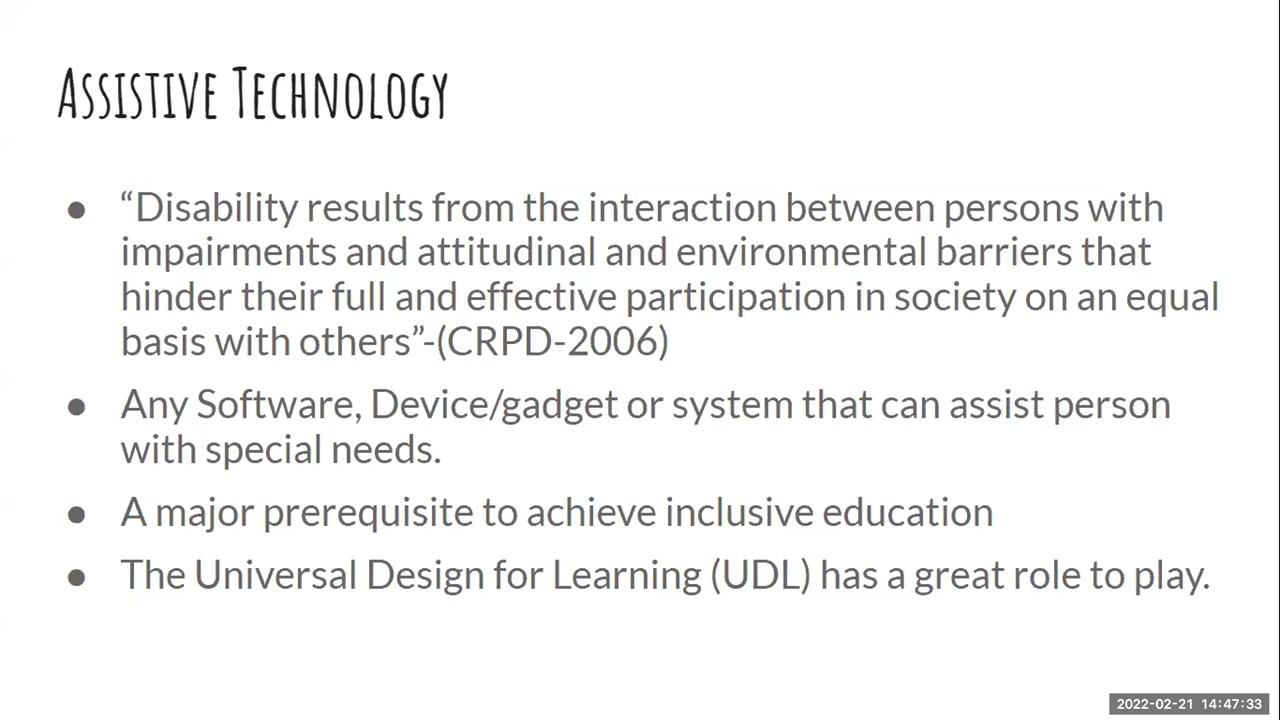 Assistive Technology
● “Disability results from the interaction between persons with
impairments and attitudinal and environmental barriers that
hinder their full and effective participation in society on an equal
basis with others”-(CRPD-2006)
● Any Software, Device/gadget or system that can assist person
with special needs.
● A major prerequisite to achieve inclusive education
● The Universal Design for Learning (UDL) has a great role to play.
2022-02-21 14:47:33